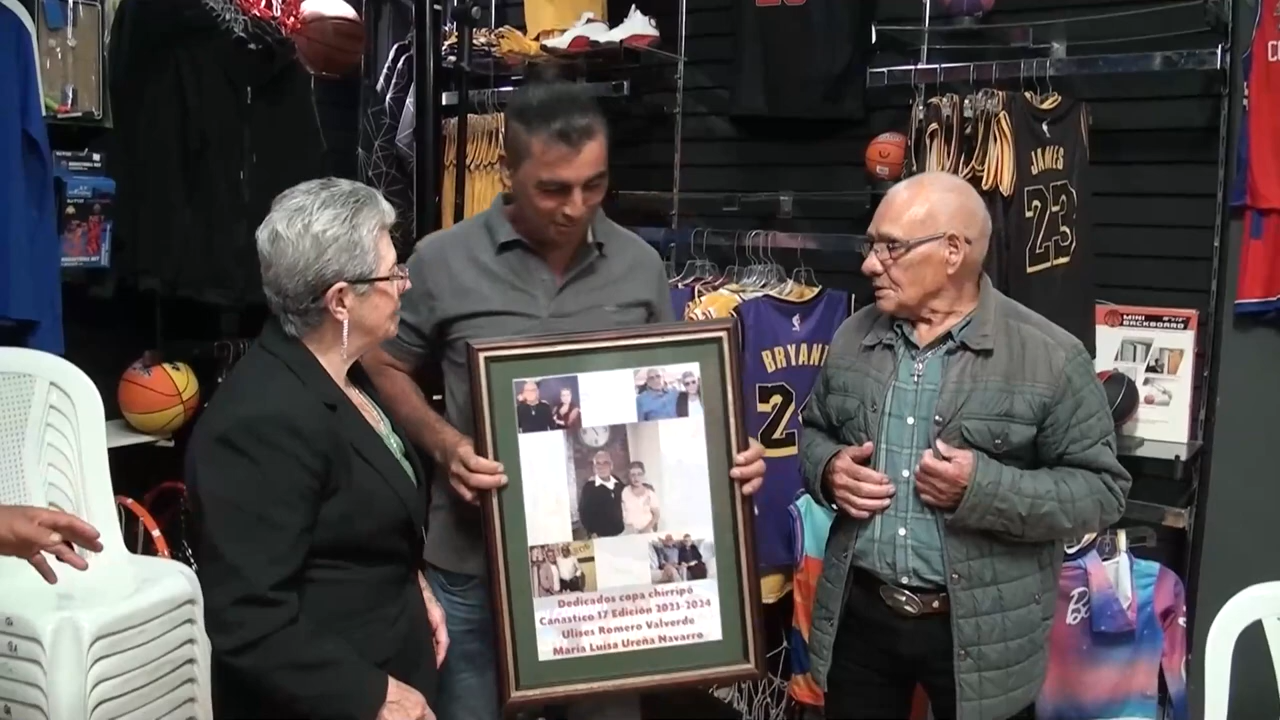 JAMES
23
MINI
BACKBOARD
BRYANT
2
Dedicados copa chirripó
Canastico 17 Edición 2023-2024
Ulises Romero Valverde
María Luisa Ureña Navarro